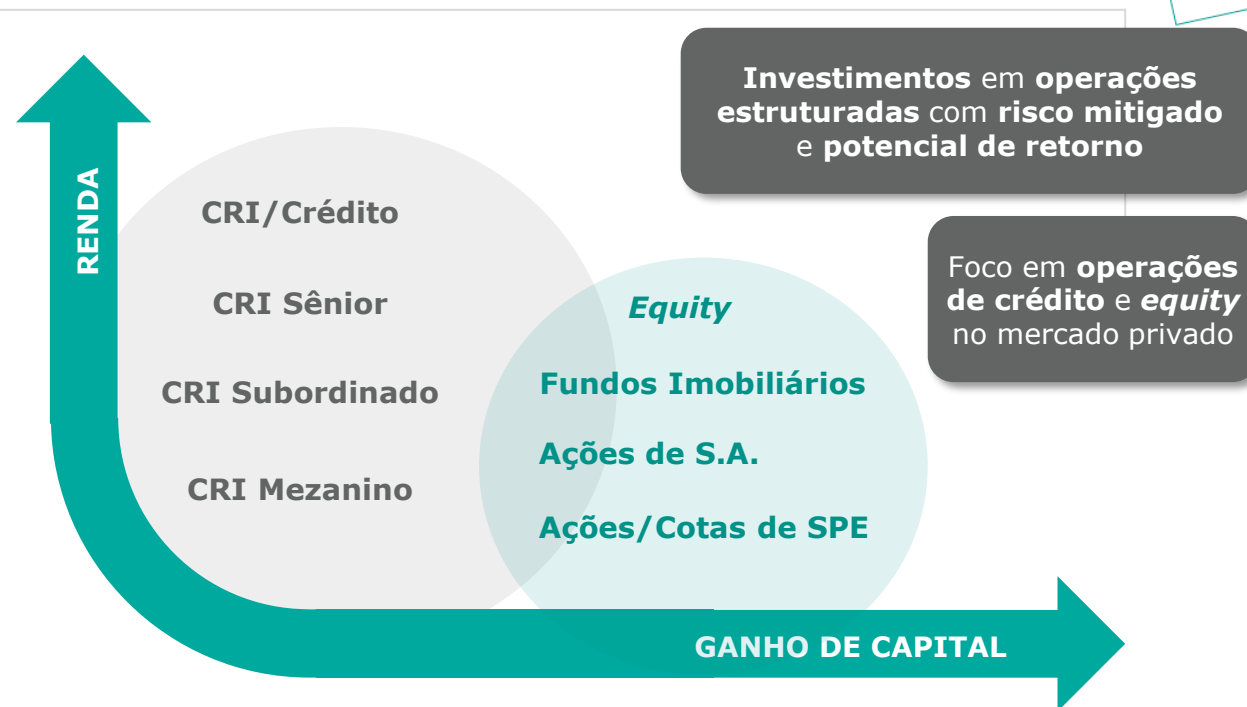 Investimentos em operações
estruturadas com risco mitigado
e potencial de retorno
Foco em operações
de crédito e equity
no mercado privado
RENDA
CRI/Crédito
CRI Sênior
CRI Subordinado
CRI Mezanino
Equity
Fundos Imobiliários
Ações de S.A.
Ações/Cotas de SPE
GANHO DE CAPITAL